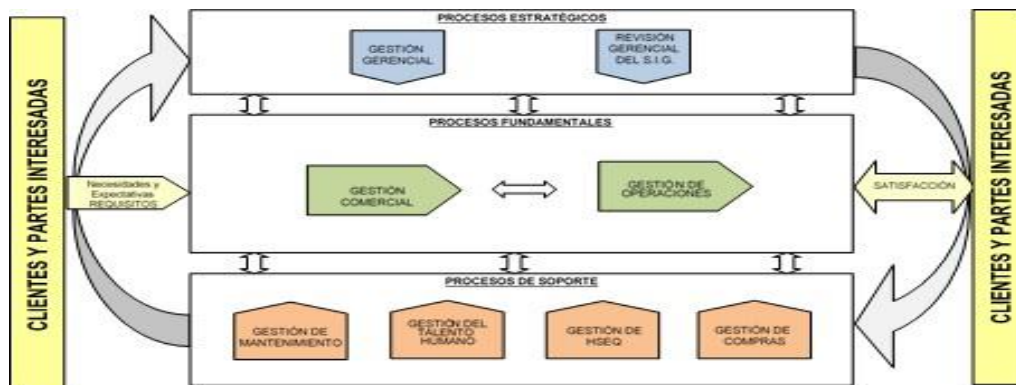 CLIENTES Y PARTES INTERESADAS
PROCESOS ESTRATÉGICOS
GESTIÓN
GERENCIAL
REVISIÓN
GERENCIAL
DEL S.I.G.
PROCESOS FUNDAMENTALES
Necesidades y
Expectativas
REQUISITOS
GESTIÓN
COMERCIAL
GESTIÓN DE
OPERACIONES
SATISFACCIÓN
PROCESOS DE SOPORTE
GESTIÓN DE
MANTENIMIENTO
GESTIÓN DEL
TALENTO
HUMANO
GESTIÓN DE
HSEQ
GESTIÓN DE
COMPRAS
CLIENTES Y PARTES INTERESADAS